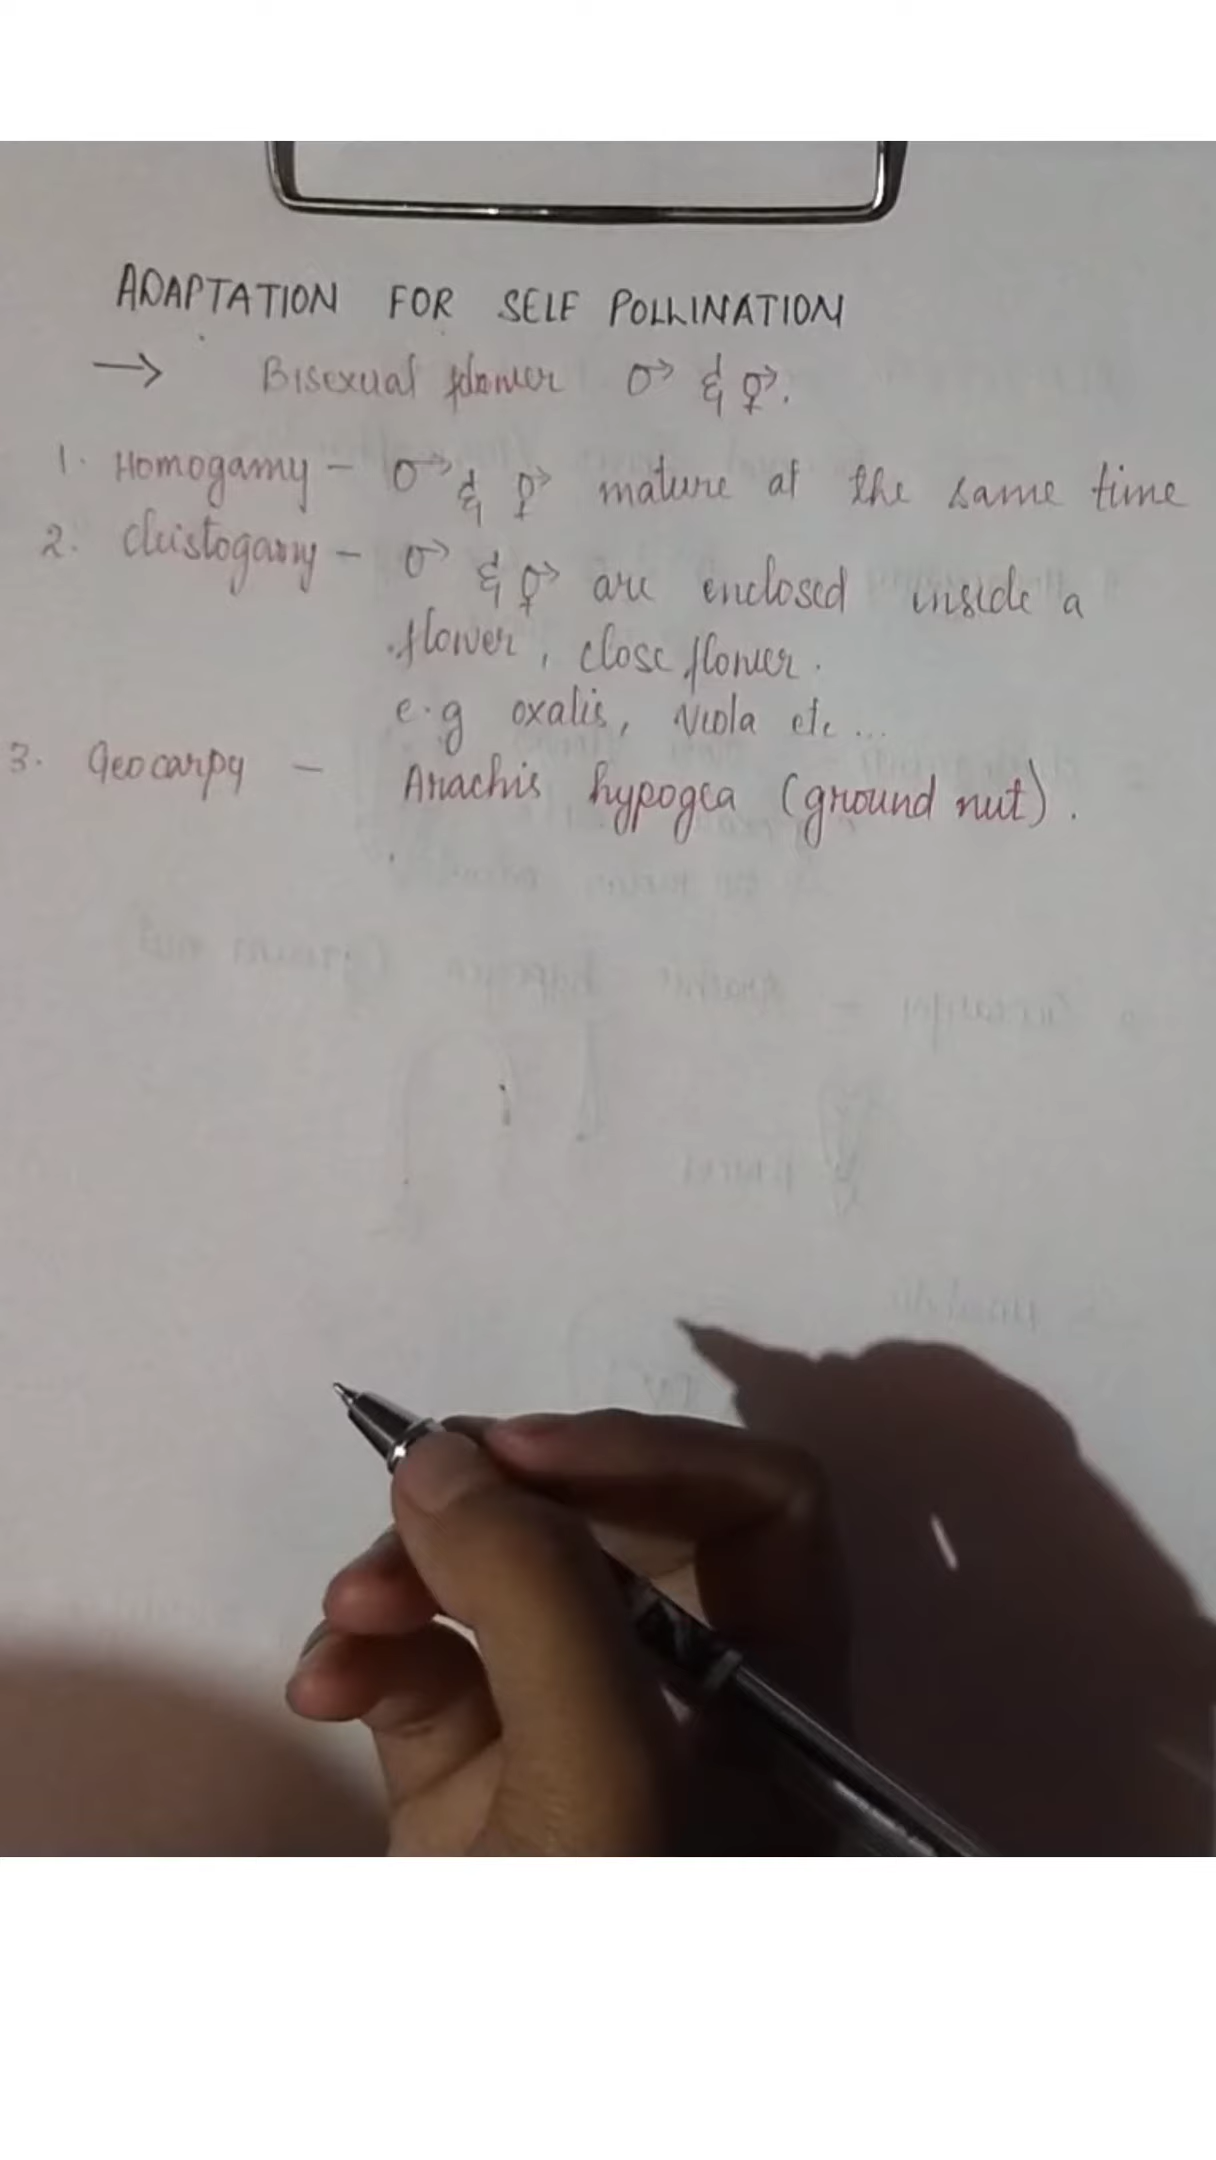 ADAPTATION FOR SELF POLLINATION
→ Bisexual flower ♂ & ⚥.
1. Homogamy – ♂ & ⚥ mature at the same time
2. Cleistogamy – ♂ & ⚥ are enclosed inside a
flower, close flower.
e.g oxalis, Viola etc...
3. Geocarpy – Arachis hypogea (ground nut).